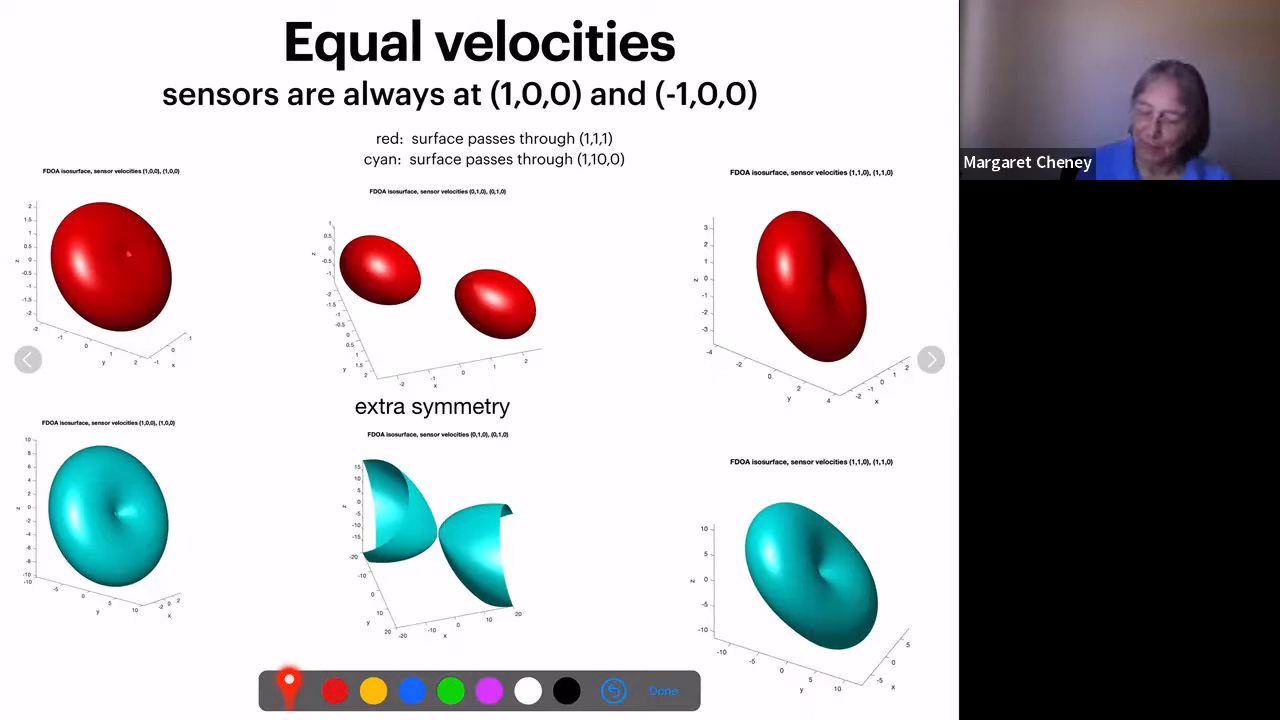 Equal velocities
sensors are always at (1,0,0) and (-1,0,0)
red: surface passes through (1,1,1)
cyan: surface passes through (1,10,0)
Margaret Cheney
FDOA isosurface, sensor velocities (1,0,0), (1,0,0)
FDOA isosurface, sensor velocities (0,1,0), (0,1,0)
FDOA isosurface, sensor velocities (1,1,0), (1,1,0)
extra symmetry
FDOA isosurface, sensor velocities (1,0,0), (1,0,0)
FDOA isosurface, sensor velocities (0,1,0), (0,1,0)
FDOA isosurface, sensor velocities (1,1,0), (1,1,0)
Done